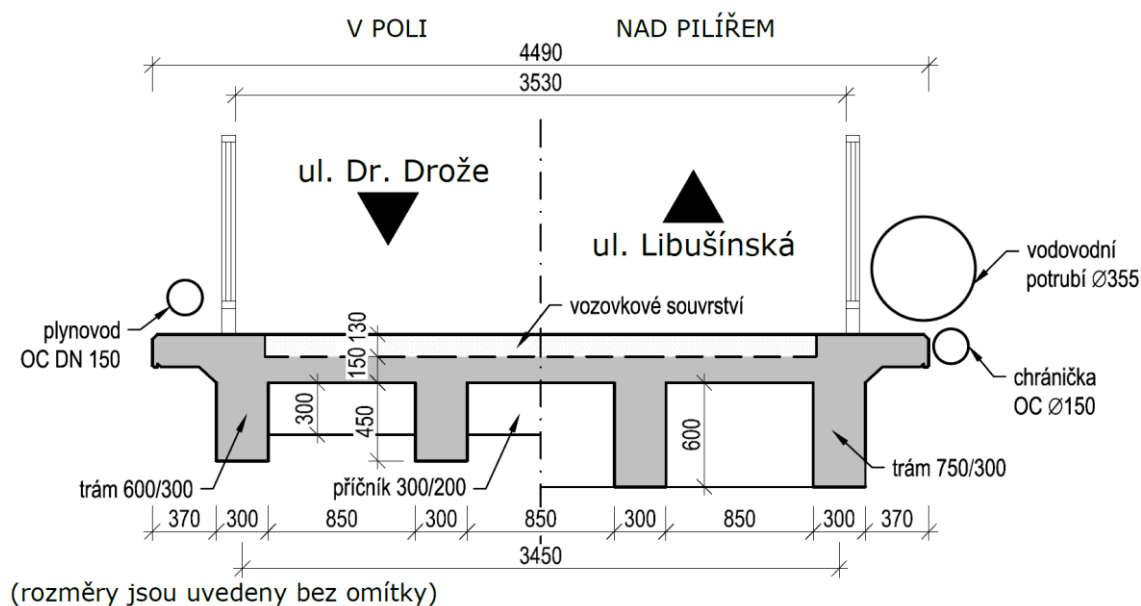 V POLI
NAD PILÍŘEM
4490
3530
ul. Dr. Drože
ul. Libušínská
vodovodní
potrubí Ø355
plynovod
OC DN 150
vozovkové souvrství
130
150
300
450
600
chránička
OC Ø150
trám 600/300
příčník 300/200
trám 750/300
370
300
850
300
850
300
850
300
370
3450
(rozměry jsou uvedeny bez omítky)